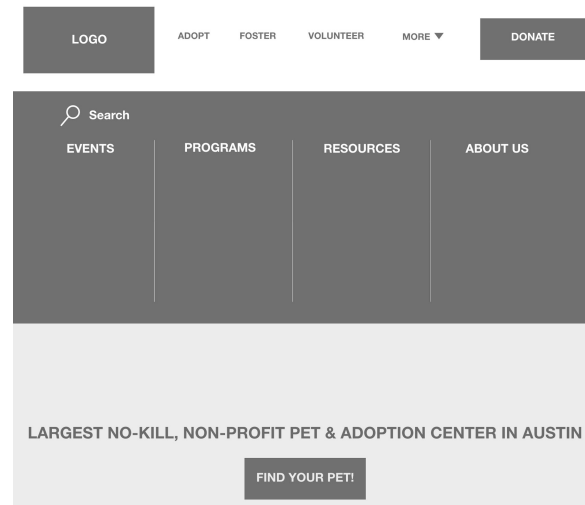 LOGO ADOPT FOSTER VOLUNTEER MORE DONATE
Search
EVENTS PROGRAMS RESOURCES ABOUT US
LARGEST NO-KILL, NON-PROFIT PET & ADOPTION CENTER IN AUSTIN
FIND YOUR PET!